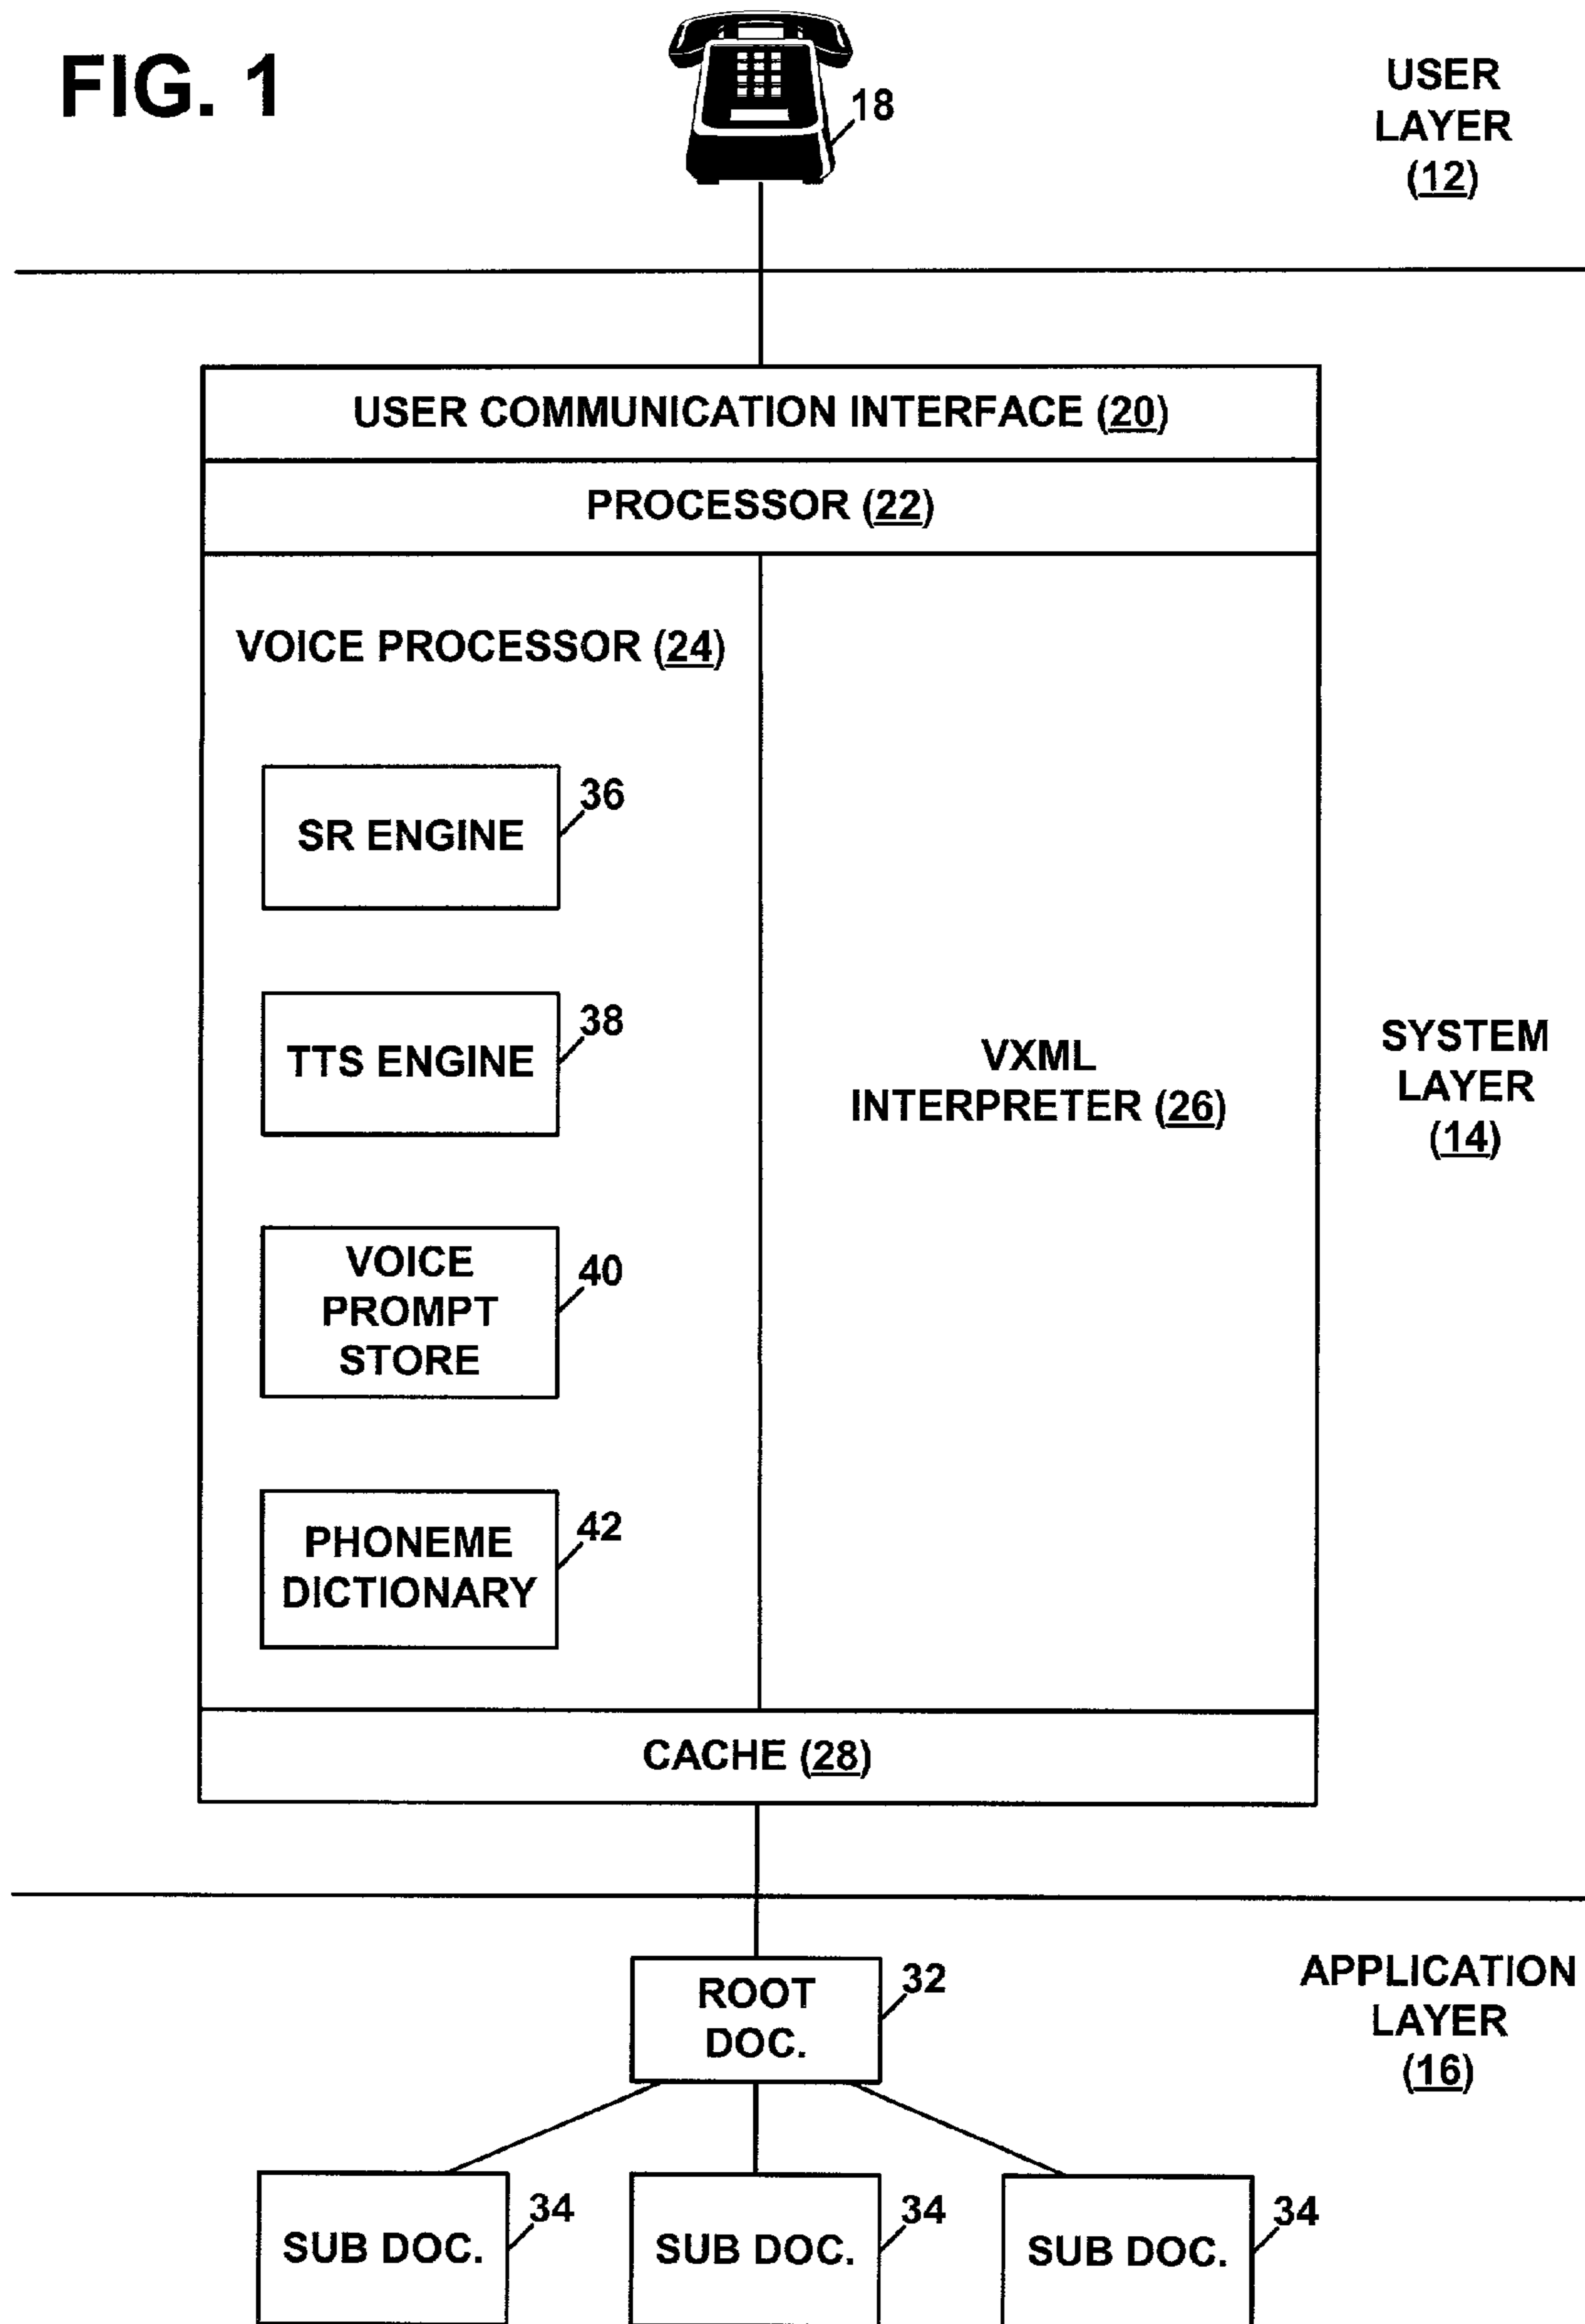 FIG. 1
18
USER
LAYER
(12)
USER COMMUNICATION INTERFACE (20)
PROCESSOR (22)
VOICE PROCESSOR (24)
36
SR ENGINE
38
TTS ENGINE
40
VOICE
PROMPT
STORE
42
PHONEME
DICTIONARY
VXML
INTERPRETER (26)
SYSTEM
LAYER
(14)
CACHE (28)
32
ROOT
DOC.
APPLICATION
LAYER
(16)
34
SUB DOC.
34
SUB DOC.
34
SUB DOC.